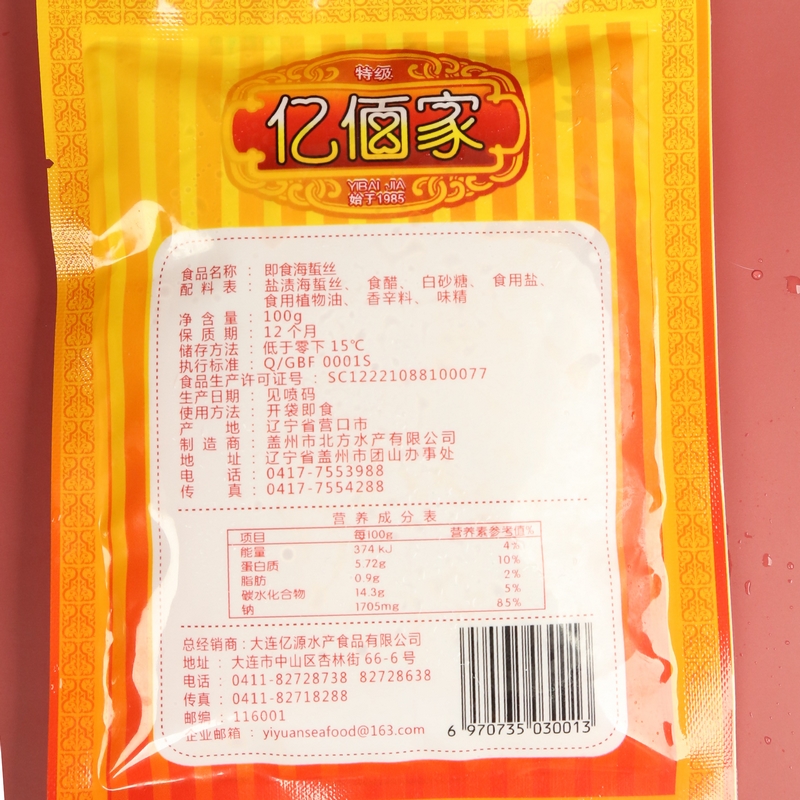 特级
亿佰家
YIBAI JIA
始于1985
食品名称 : 即食海蜇丝
配料表 : 盐渍海蜇丝、 食醋、 白砂糖、 食用盐、
食用植物油、 香辛料、 味精
净含量 : 100g
保质期 : 12个月
储存方法 : 低于零下 15℃
执行标准 : Q/GBF 0001S
食品生产许可证号 : SC12221088100077
生产日期 : 见喷码
使用方法 : 开袋即食
产地 : 辽宁省营口市
制造商 : 盖州市北方水产有限公司
地址 : 辽宁省盖州市团山办事处
电话 : 0417-7553988
传真 : 0417-7554288
营养成分表
项目 每100g 营养素参考值%
能量 374 kJ 4%
蛋白质 5.72g 10%
脂肪 0.9g 2%
碳水化合物 14.3g 5%
钠 1705mg 85%
总经销商 : 大连亿源水产食品有限公司
地址 : 大连市中山区杏林街 66-6 号
电话 : 0411-82728738 82728638
传真 : 0411-82718288
邮编 : 116001
企业邮箱 : yiyuanseafood@163.com
6 970735 030013